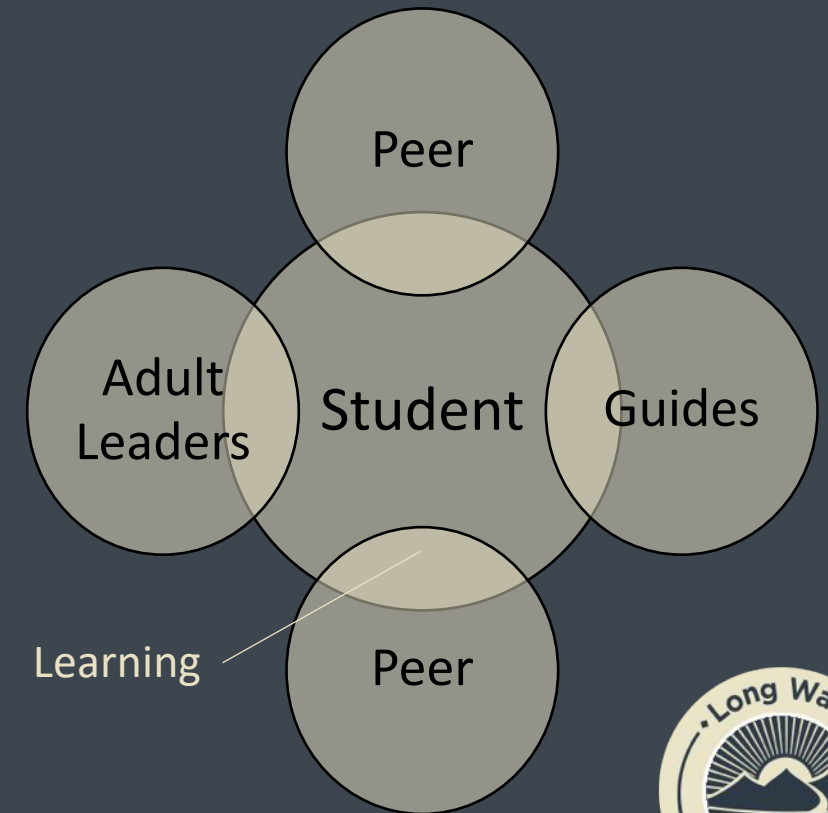 Peer
Adult
Leaders
Student
Guides
Learning
Peer
Long Wa